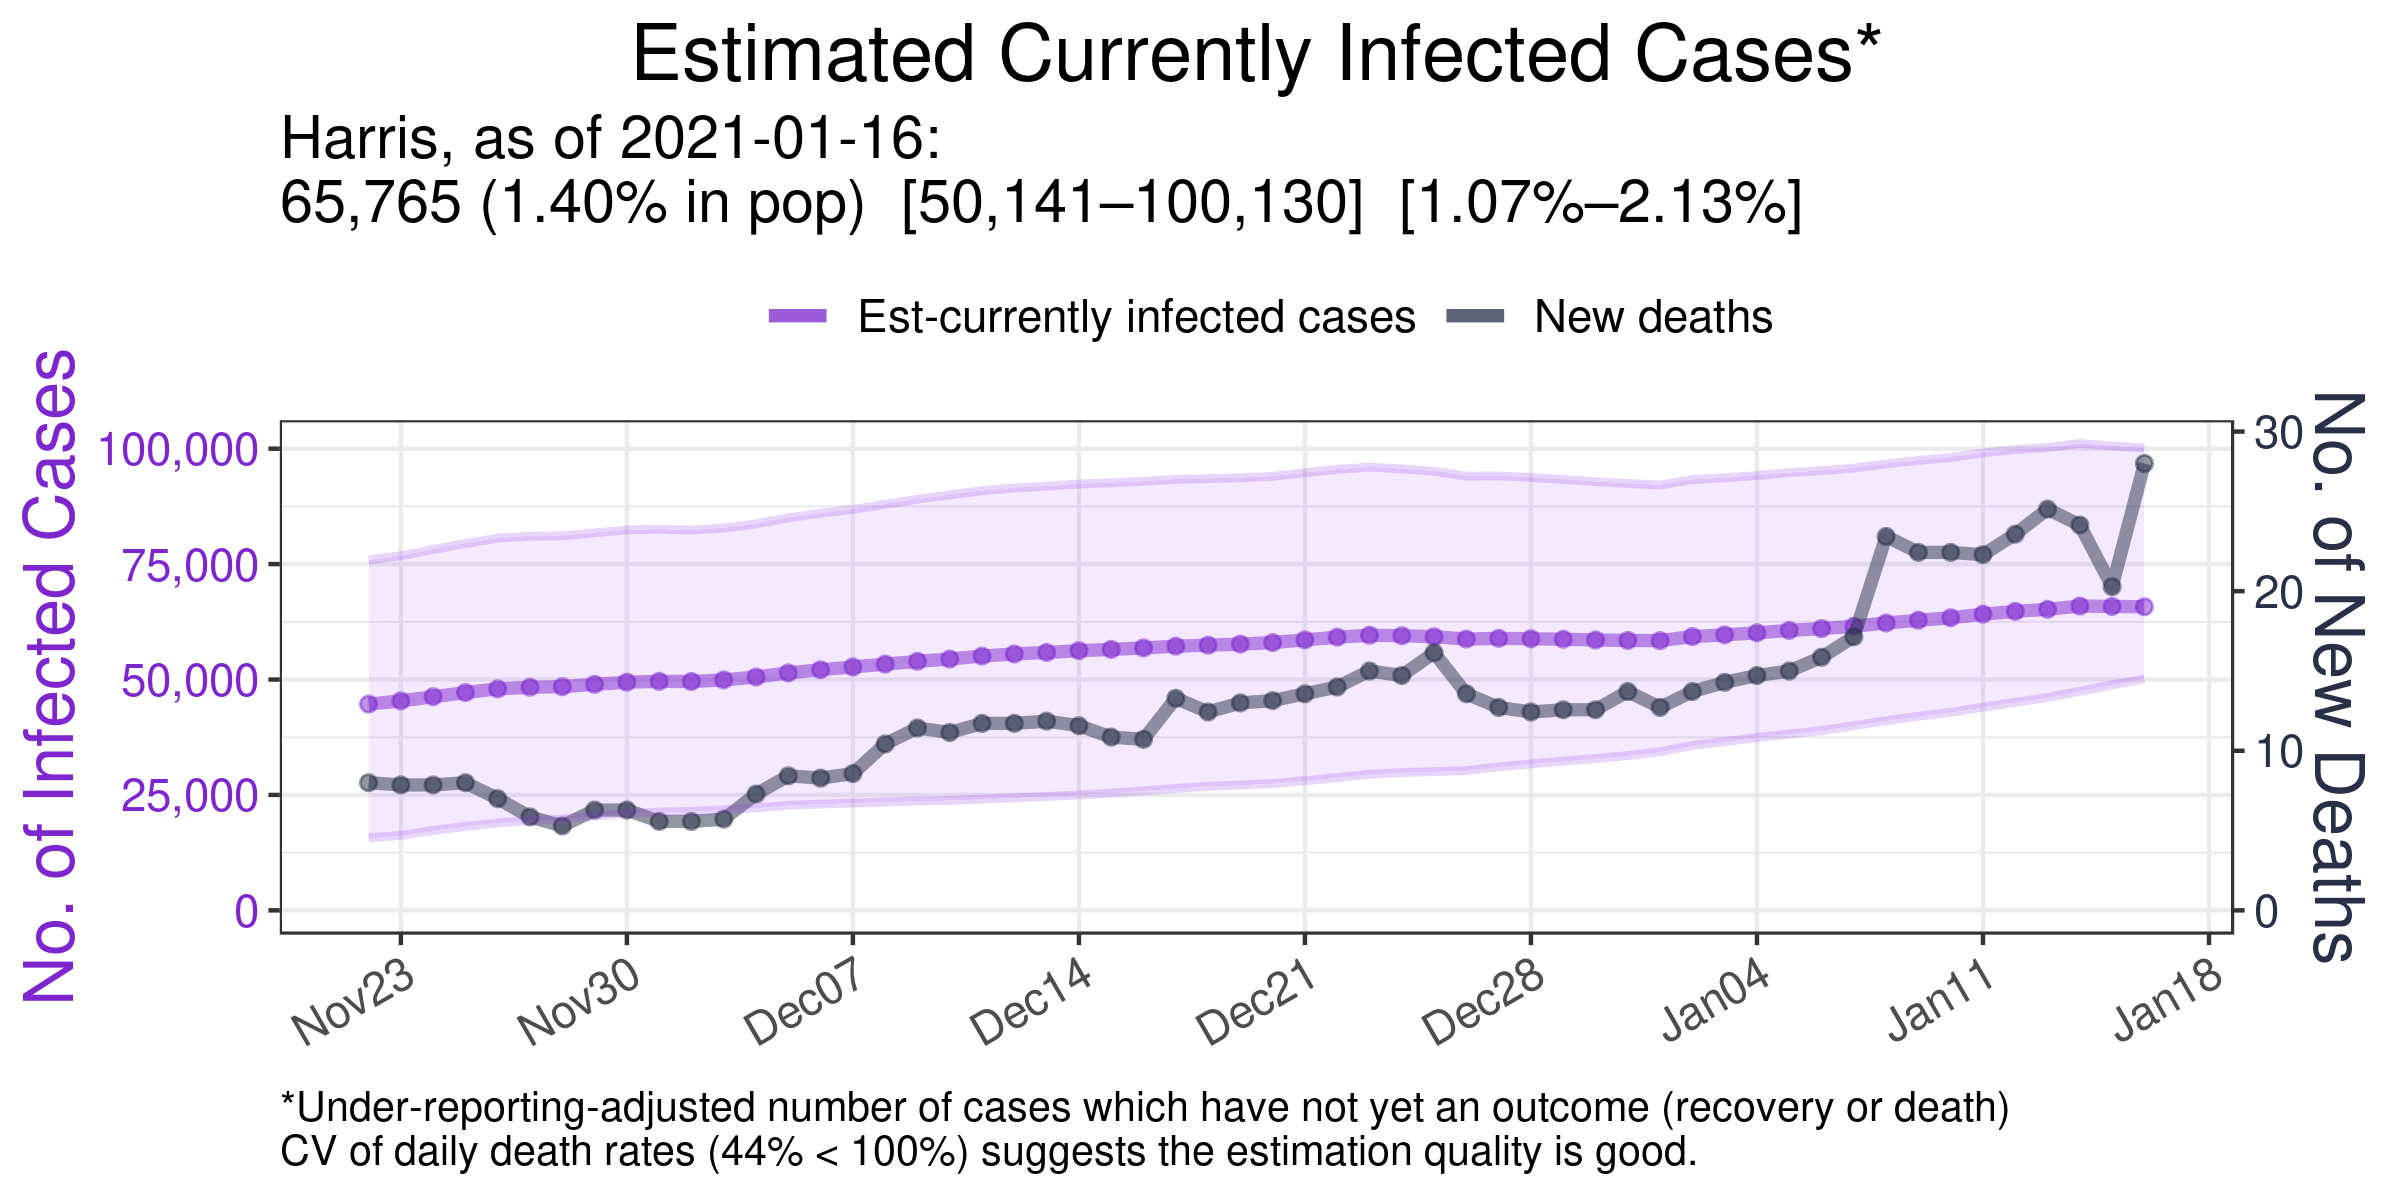 Estimated Currently Infected Cases*
Harris, as of 2021-01-16:
65,765 (1.40% in pop)  [50,141–100,130]  [1.07%–2.13%]
Est-currently infected cases
New deaths
No. of Infected Cases
100,000
75,000
50,000
25,000
0
30
20
10
0
No. of New Deaths
Nov23
Nov30
Dec07
Dec14
Dec21
Dec28
Jan04
Jan11
Jan18
*Under-reporting-adjusted number of cases which have not yet an outcome (recovery or death)
CV of daily death rates (44% < 100%) suggests the estimation quality is good.